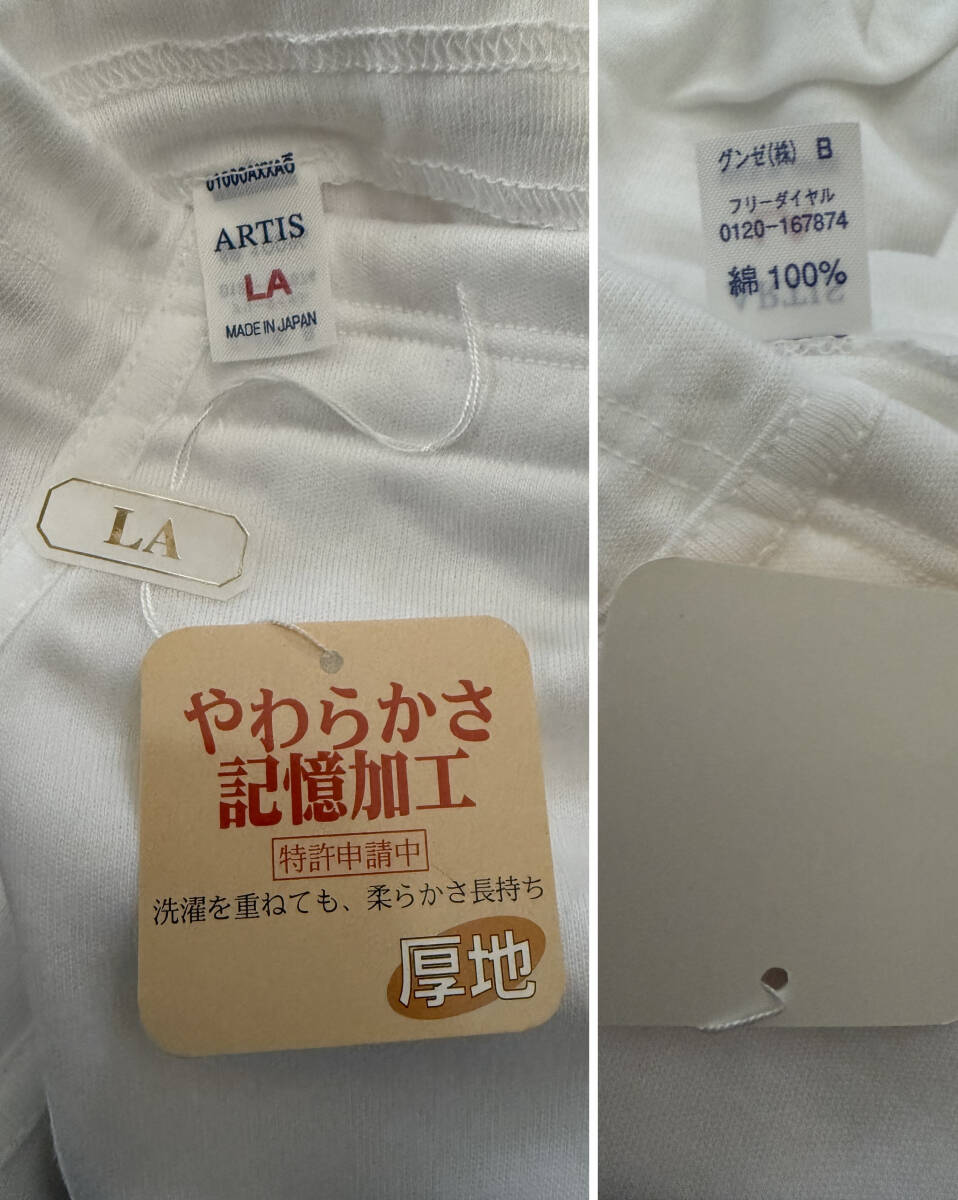 ARTIS
LA
MADE IN JAPAN
LA
やわらかさ
記憶加工
特許申請中
洗濯を重ねても、柔らかさ長持ち
厚地
グンゼ(株) B
フリーダイヤル
0120-167874
綿 100%